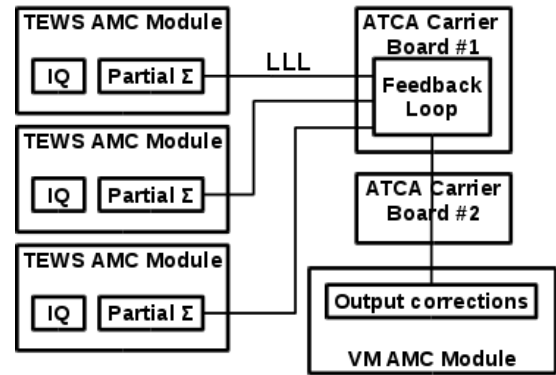 TEWS AMC Module
IQ
Partial Σ
TEWS AMC Module
IQ
Partial Σ
TEWS AMC Module
IQ
Partial Σ
LLL
ATCA Carrier
Board #1
Feedback
Loop
ATCA Carrier
Board #2
Output corrections
VM AMC Module